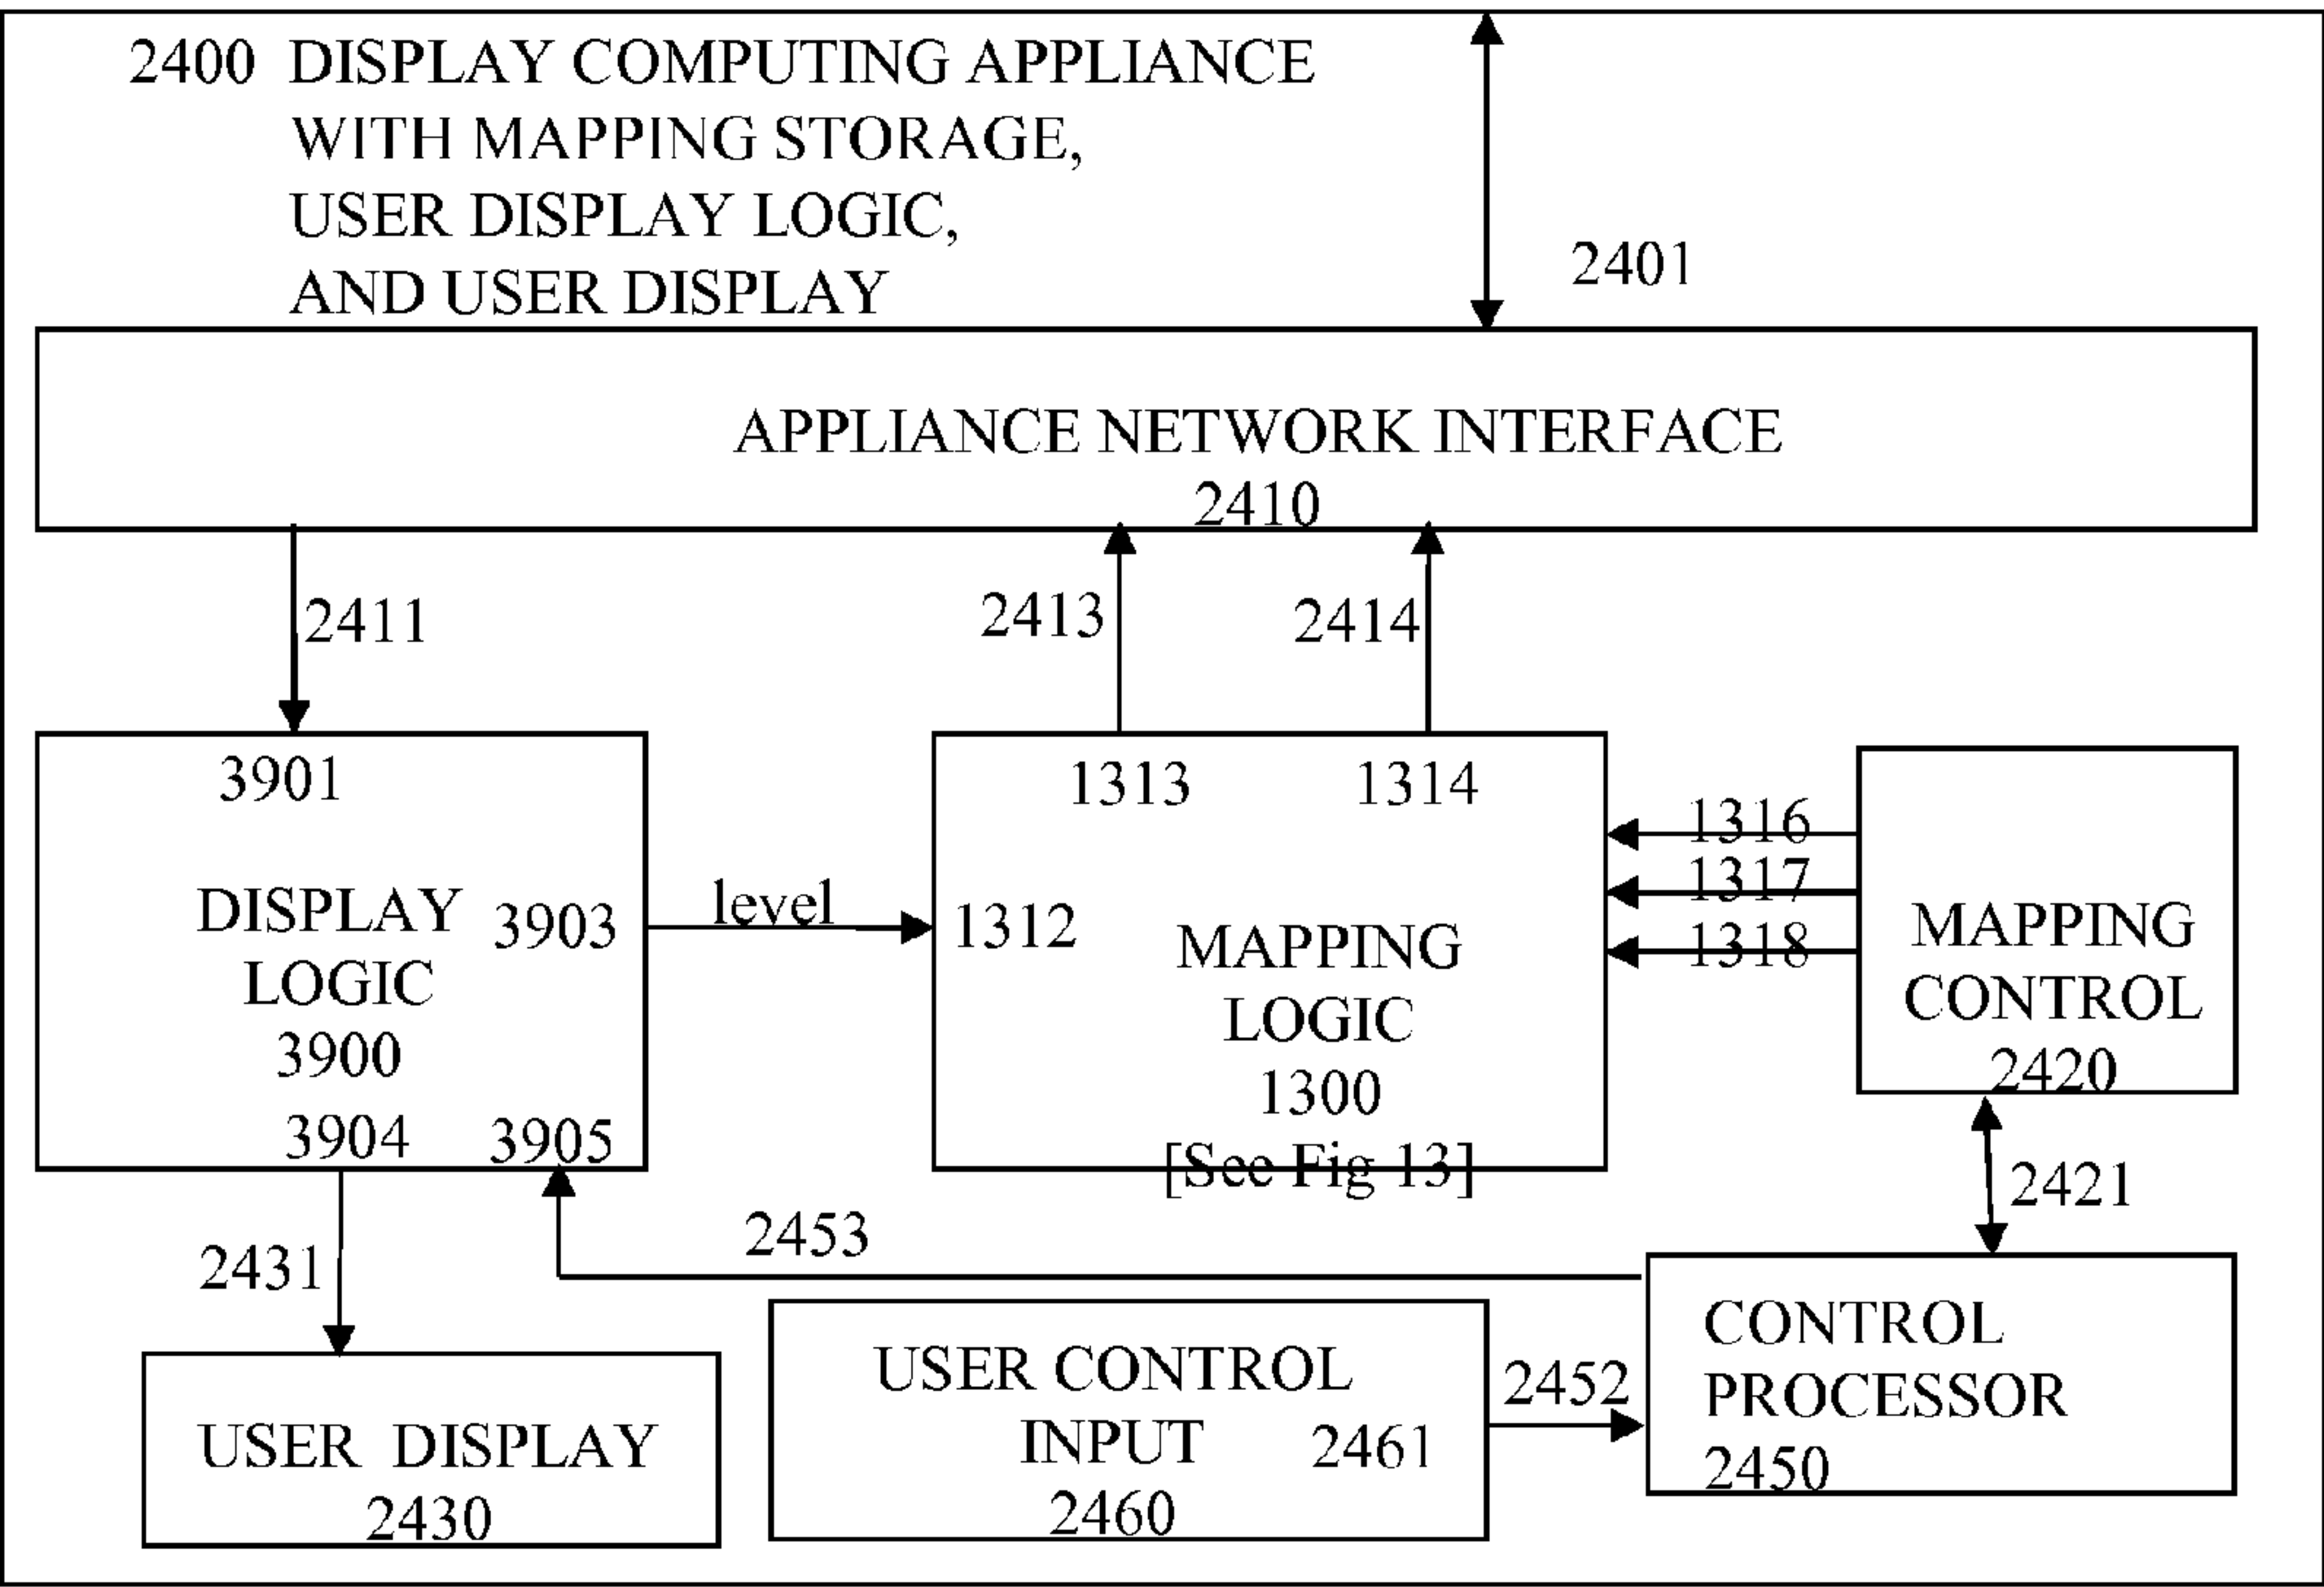 2400 DISPLAY COMPUTING APPLIANCE
WITH MAPPING STORAGE,
USER DISPLAY LOGIC,
AND USER DISPLAY
2401
APPLIANCE NETWORK INTERFACE
2410
2411
2413
2414
3901
DISPLAY
LOGIC
3900
3903
3904
3905
level
1313
1314
1312
MAPPING
LOGIC
1300
[See Fig 13]
1316
1317
1318
MAPPING
CONTROL
2420
2421
2453
2431
USER DISPLAY
2430
USER CONTROL
INPUT
2461
2460
2452
CONTROL
PROCESSOR
2450